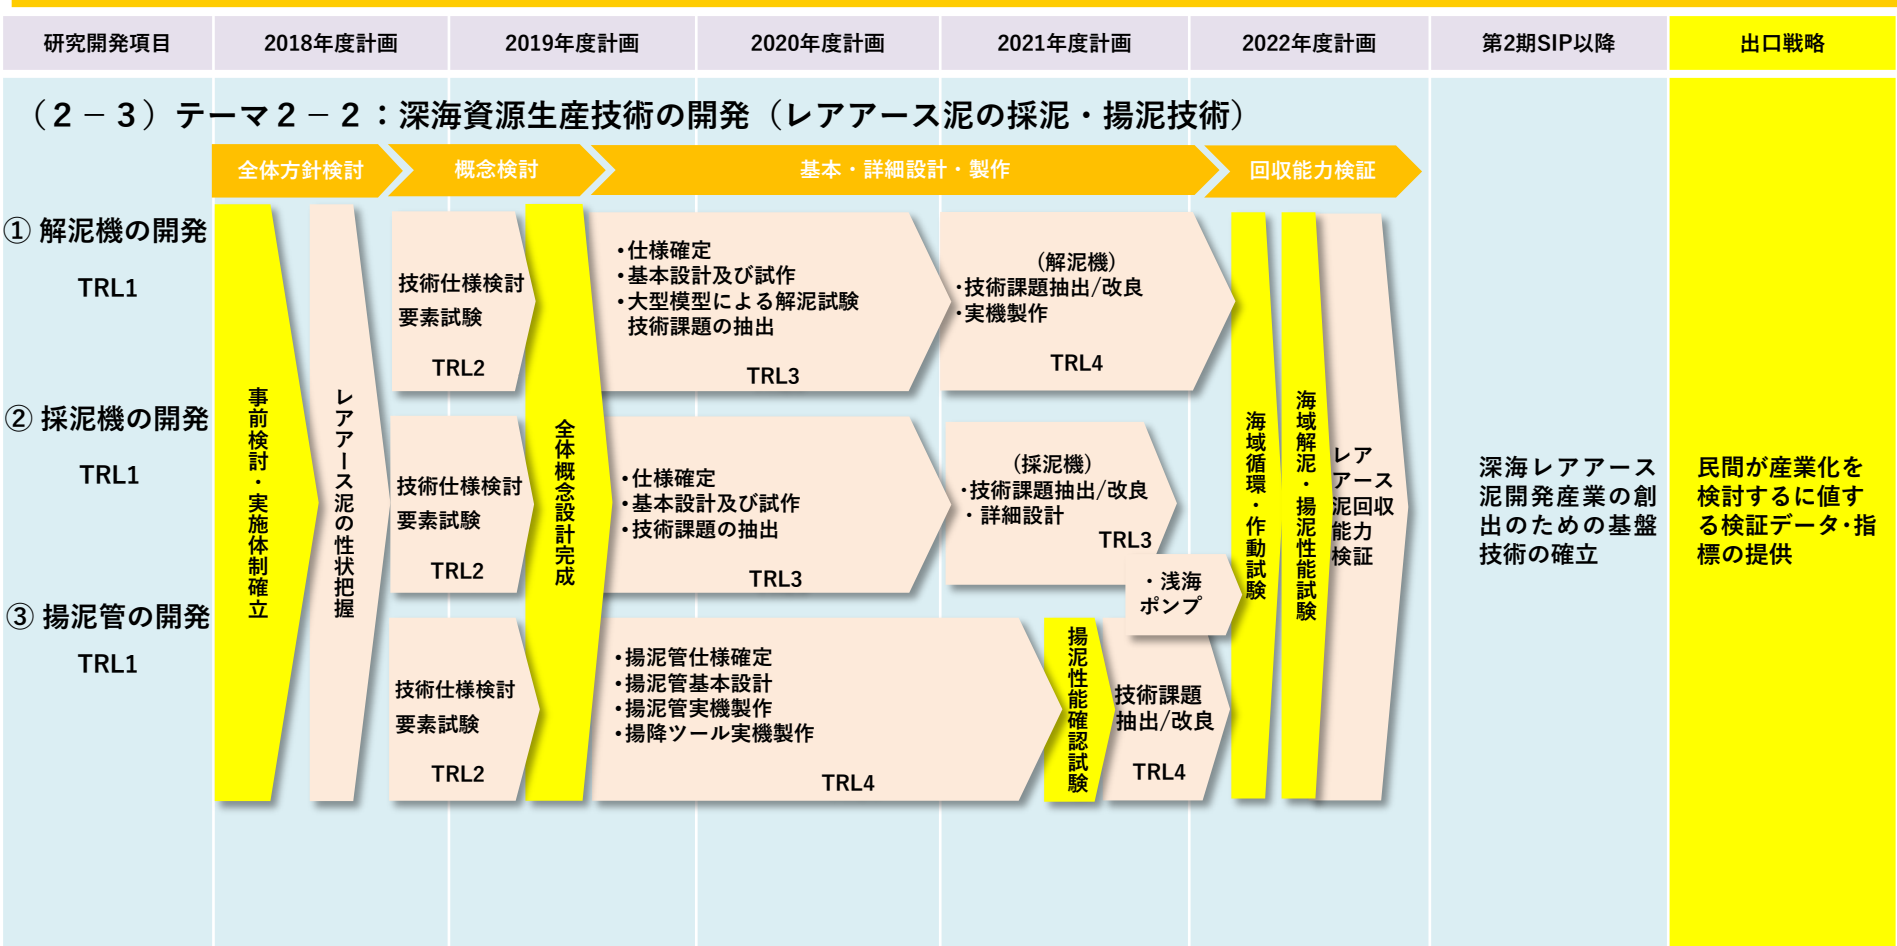 研究開発項目
2018年度計画
2019年度計画
2020年度計画
2021年度計画
2022年度計画
第2期SIP以降
出口戦略
（２－３）テーマ２－２：深海資源生産技術の開発（レアアース泥の採泥・揚泥技術）
全体方針検討
概念検討
基本・詳細設計・製作
回収能力検証
① 解泥機の開発
TRL1
② 採泥機の開発
TRL1
③ 揚泥管の開発
TRL1
事前検討・実施体制確立
レアアース泥の性状把握
技術仕様検討
要素試験
TRL2
技術仕様検討
要素試験
TRL2
技術仕様検討
要素試験
TRL2
全体概念設計完成
・仕様確定
・基本設計及び試作
・大型模型による解泥試験
技術課題の抽出
TRL3
・仕様確定
・基本設計及び試作
・技術課題の抽出
TRL3
・揚泥管仕様確定
・揚泥管基本設計
・揚泥管実機製作
・揚降ツール実機製作
TRL4
（解泥機）
・技術課題抽出/改良
・実機製作
TRL4
（採泥機）
・技術課題抽出/改良
・詳細設計
TRL3
・浅海
ポンプ
揚泥性能確認試験
技術課題
抽出/改良
TRL4
海域循環・作動試験
海域解泥・揚泥性能試験
レア
アース
泥回収
能力
検証
深海レアアース
泥開発産業の創
出のための基盤
技術の確立
民間が産業化を
検討するに値す
る検証データ・指
標の提供